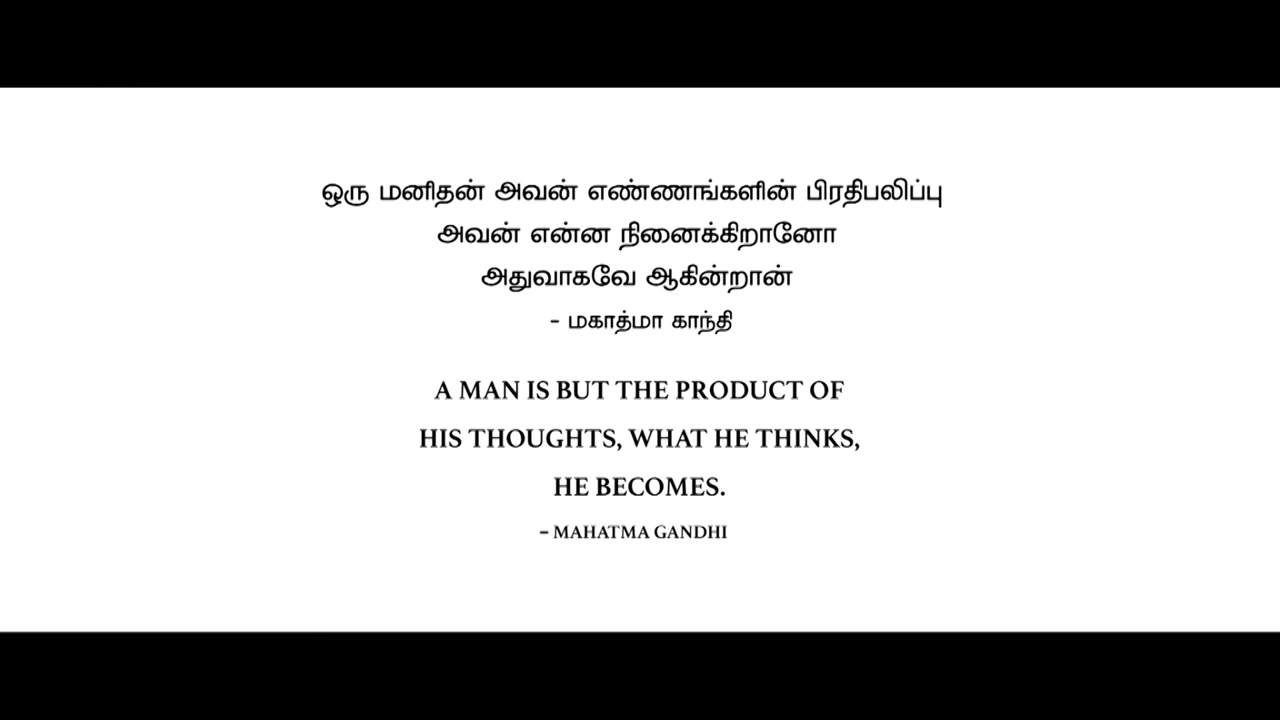 ஒரு மனிதன் அவன் எண்ணங்களின் பிரதிபலிப்பு
அவன் என்ன நினைக்கிறானோ
அதுவாகவே ஆகின்றான்
- மகாத்மா காந்தி
A MAN IS BUT THE PRODUCT OF
HIS THOUGHTS, WHAT HE THINKS,
HE BECOMES.
– MAHATMA GANDHI